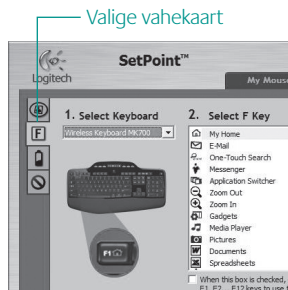 Valige vahekaart
Logitech
SetPoint™
My Mouse
1. Select Keyboard
2. Select F Key
F
Wireless Keyboard MK700
My Home
E-Mail
One-Touch Search
Messenger
Application Switcher
Zoom Out
Zoom In
Gadgets
Media Player
Pictures
Documents
Spreadsheets
F1
When this box is checked,
F1, F2 ... F12 keys to use t